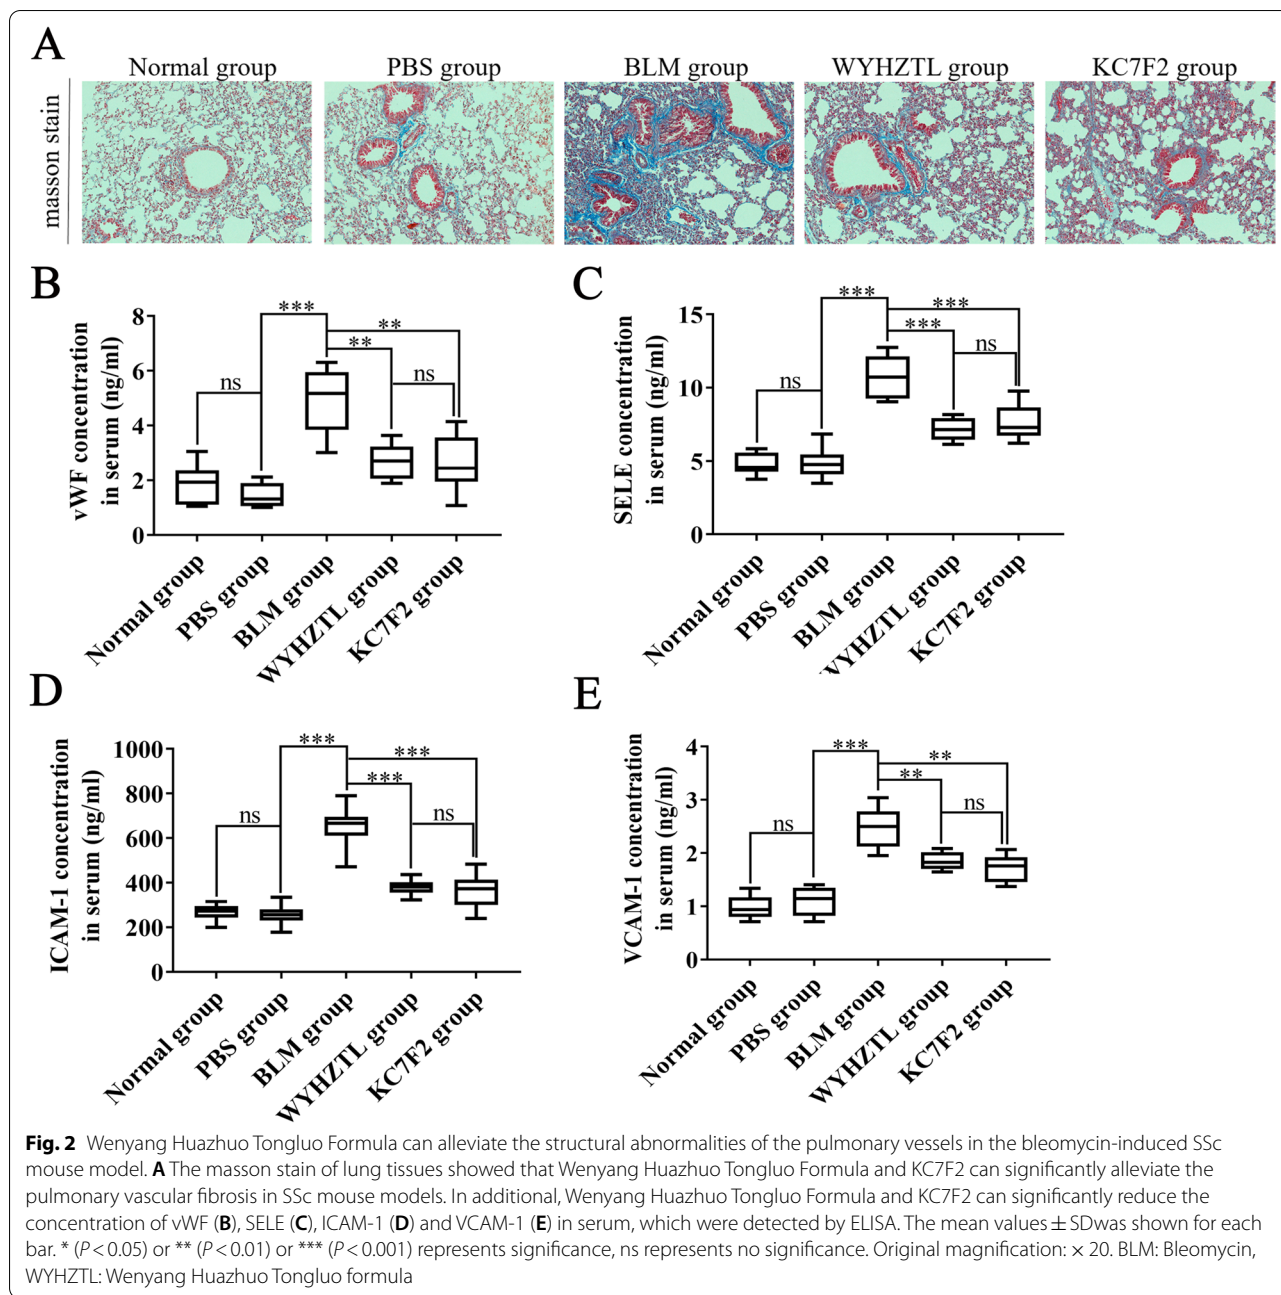 A
Normal group
PBS group
BLM group
WYHZTL group
KC7F2 group
masson stain
B
vWF concentration
in serum (ng/ml)
8
6
4
2
0
ns
***
**
**
ns
Normal group
PBS group
BLM group
WYHZTL group
KC7F2 group
C
SELE concentration
in serum (ng/ml)
15
10
5
0
ns
***
***
***
ns
Normal group
PBS group
BLM group
WYHZTL group
KC7F2 group
D
ICAM-1 concentration
in serum (ng/ml)
1000
800
600
400
200
0
ns
***
***
***
ns
Normal group
PBS group
BLM group
WYHZTL group
KC7F2 group
E
VCAM-1 concentration
in serum (ng/ml)
4
3
2
1
0
ns
***
**
**
ns
Normal group
PBS group
BLM group
WYHZTL group
KC7F2 group
Fig. 2 Wenyang Huazhuo Tongluo Formula can alleviate the structural abnormalities of the pulmonary vessels in the bleomycin-induced SSc
mouse model. A The masson stain of lung tissues showed that Wenyang Huazhuo Tongluo Formula and KC7F2 can significantly alleviate the
pulmonary vascular fibrosis in SSc mouse models. In additional, Wenyang Huazhuo Tongluo Formula and KC7F2 can significantly reduce the
concentration of vWF (B), SELE (C), ICAM-1 (D) and VCAM-1 (E) in serum, which were detected by ELISA. The mean values ± SDwas shown for each
bar. * (P < 0.05) or ** (P < 0.01) or *** (P < 0.001) represents significance, ns represents no significance. Original magnification: × 20. BLM: Bleomycin,
WYHZTL: Wenyang Huazhuo Tongluo formula